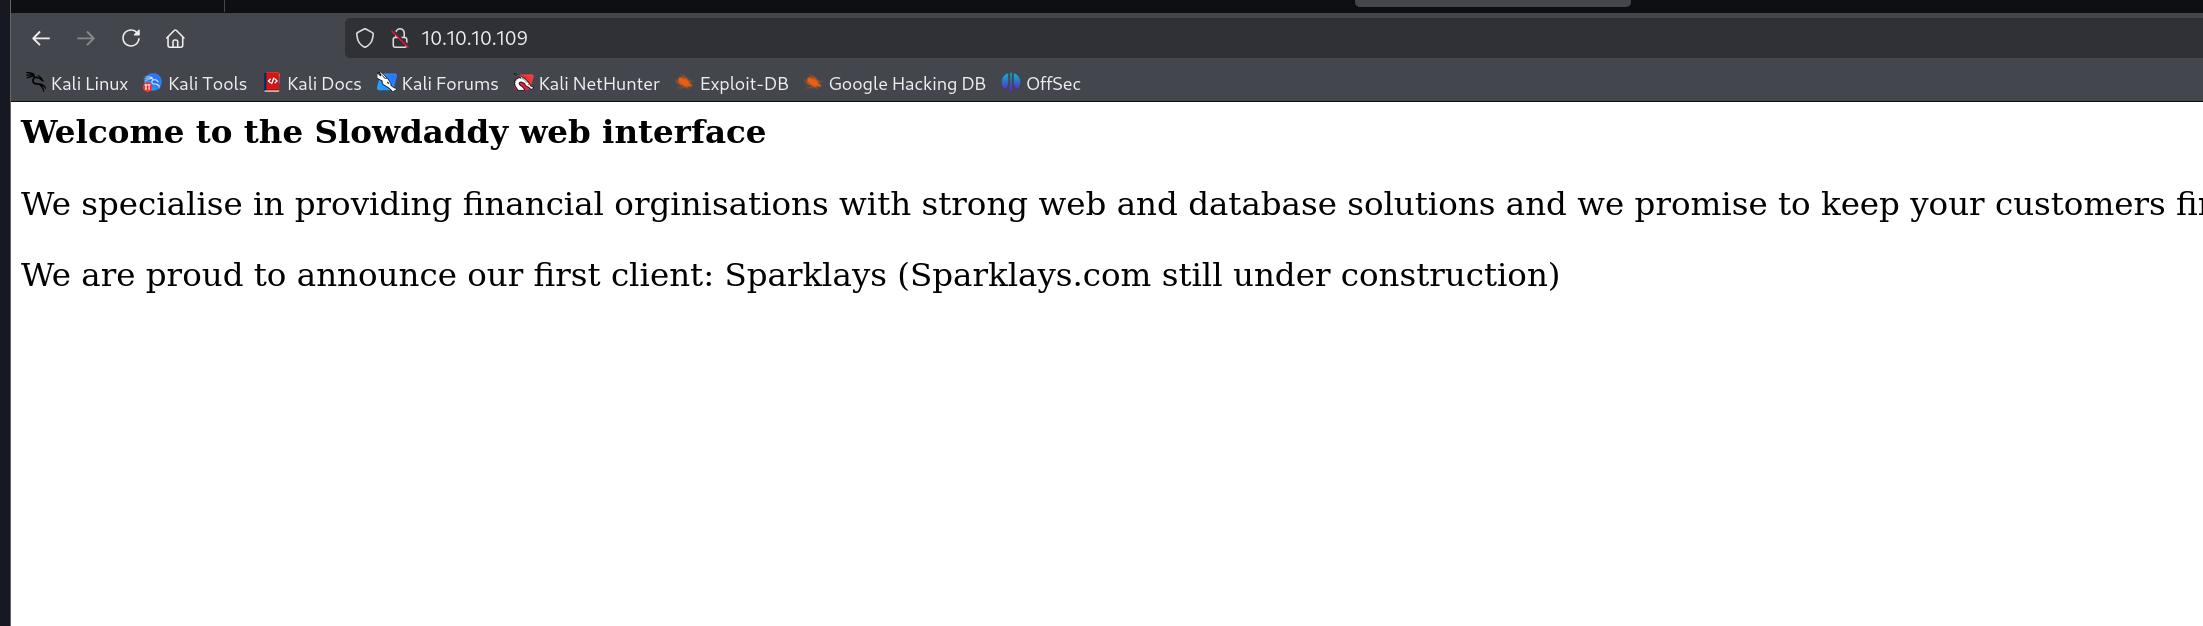 10.10.10.109
Kali Linux Kali Tools Kali Docs Kali Forums Kali NetHunter Exploit-DB Google Hacking DB OffSec
Welcome to the Slowdaddy web interface
We specialise in providing financial orginisations with strong web and database solutions and we promise to keep your customers
We are proud to announce our first client: Sparklays (Sparklays.com still under construction)